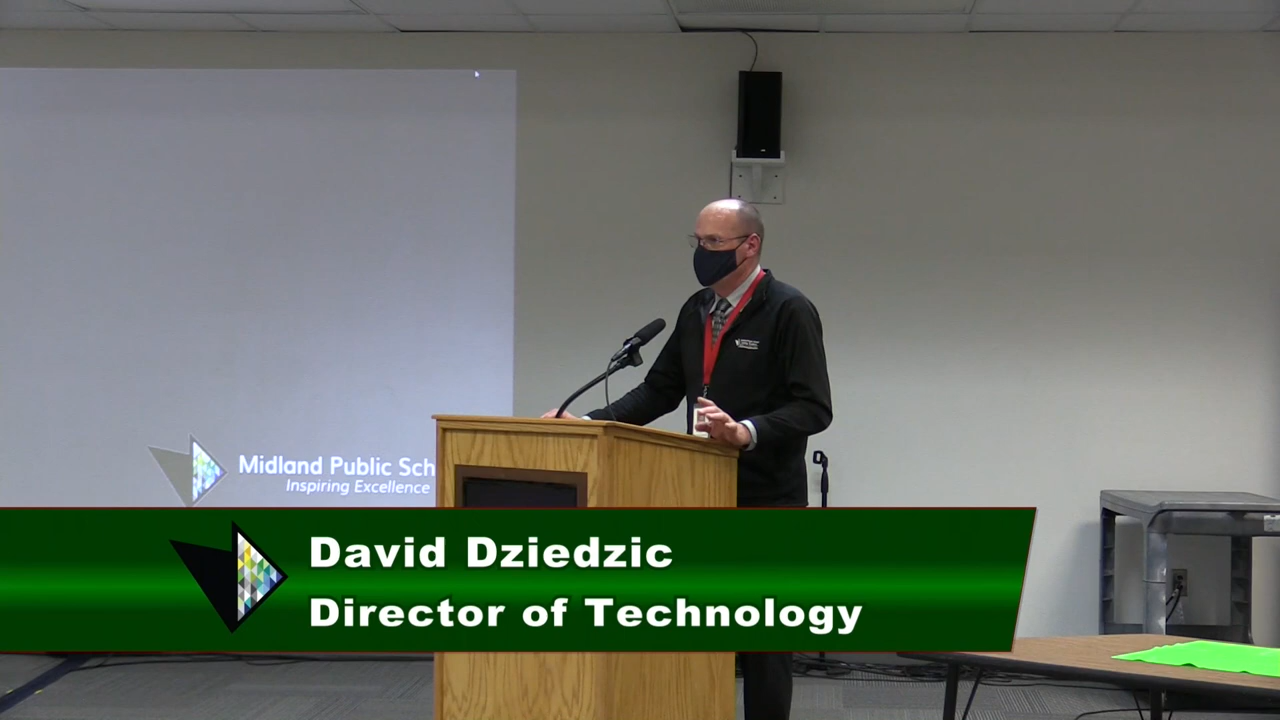 Midland Public Sch
Inspiring Excellence
David Dziedzic
Director of Technology